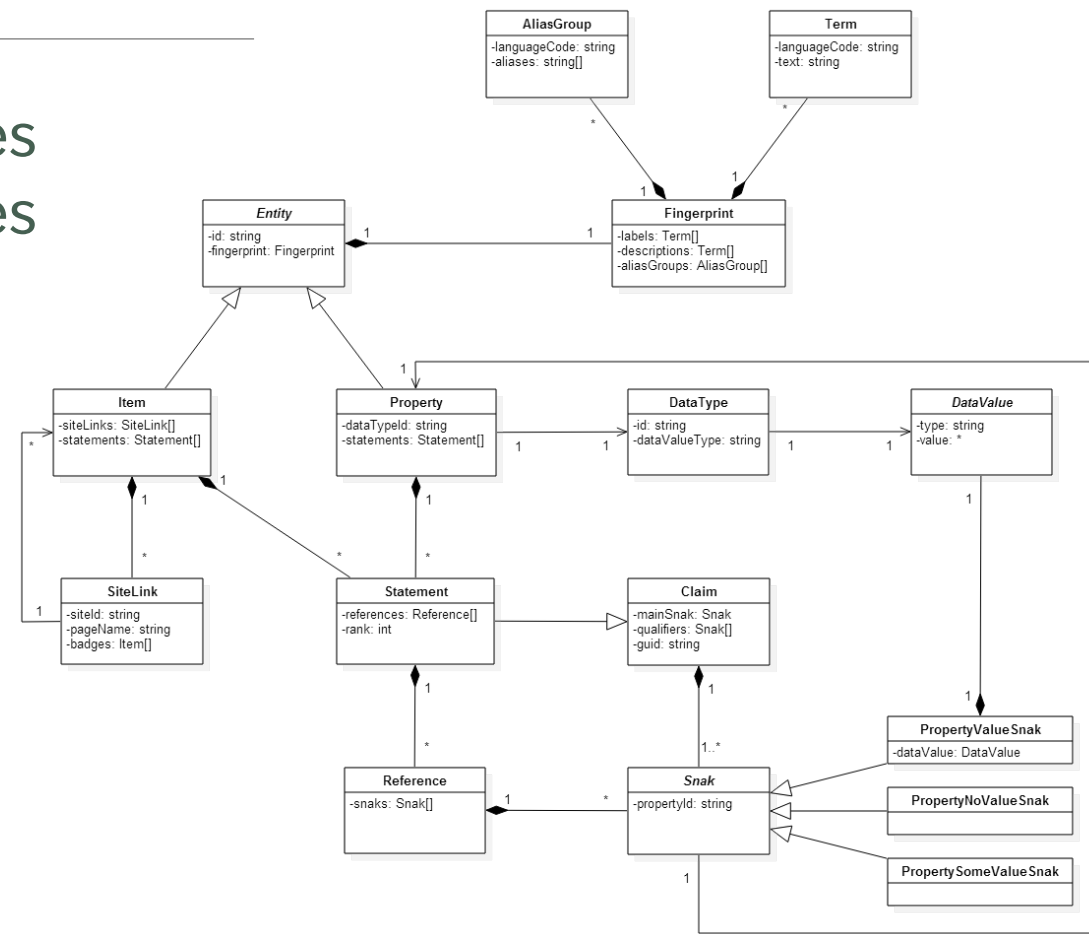 es
es
AliasGroup
-languageCode: string
-aliases: string[]
Term
-languageCode: string
-text: string
*
*
1
1
Entity
-id: string
-fingerprint: Fingerprint
1
1
Fingerprint
-labels: Term[]
-descriptions: Term[]
-aliasGroups: AliasGroup[]
1
Item
-siteLinks: SiteLink[]
-statements: Statement[]
Property
-dataTypeId: string
-statements: Statement[]
DataType
-id: string
-dataValueType: string
DataValue
-type: string
-value: *
*
1
1
1
1
1
1
1
1
*
*
*
SiteLink
-siteId: string
-pageName: string
-badges: Item[]
1
Statement
-references: Reference[]
-rank: int
Claim
-mainSnak: Snak
-qualifiers: Snak[]
-guid: string
1
1
1
*
1..*
PropertyValueSnak
-dataValue: DataValue
Reference
-snaks: Snak[]
1
*
Snak
-propertyId: string
PropertyNoValueSnak
PropertySomeValueSnak
1